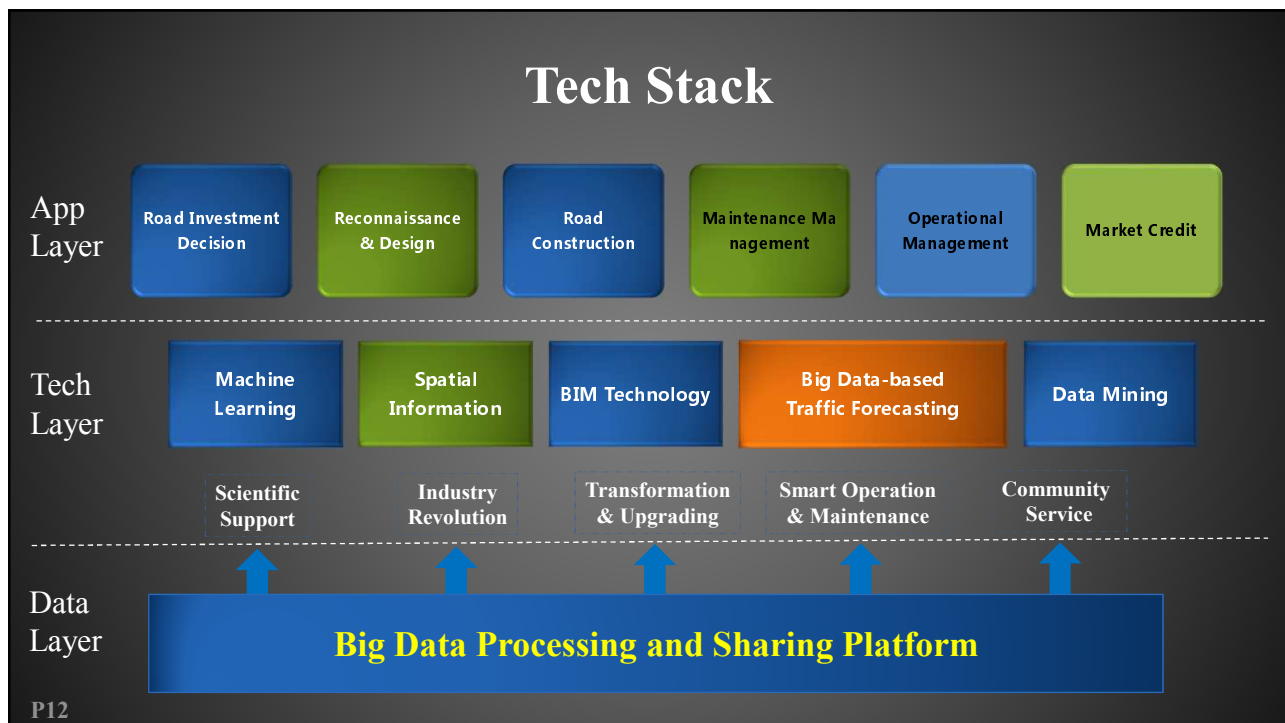 Tech Stack
App
Layer
Road Investment
Decision
Reconnaissance
& Design
Road
Construction
Maintenance Ma
nagement
Operational
Management
Market Credit
Tech
Layer
Machine
Learning
Spatial
Information
BIM Technology
Big Data-based
Traffic Forecasting
Data Mining
Scientific
Support
Industry
Revolution
Transformation
& Upgrading
Smart Operation
& Maintenance
Community
Service
Data
Layer
Big Data Processing and Sharing Platform
P12